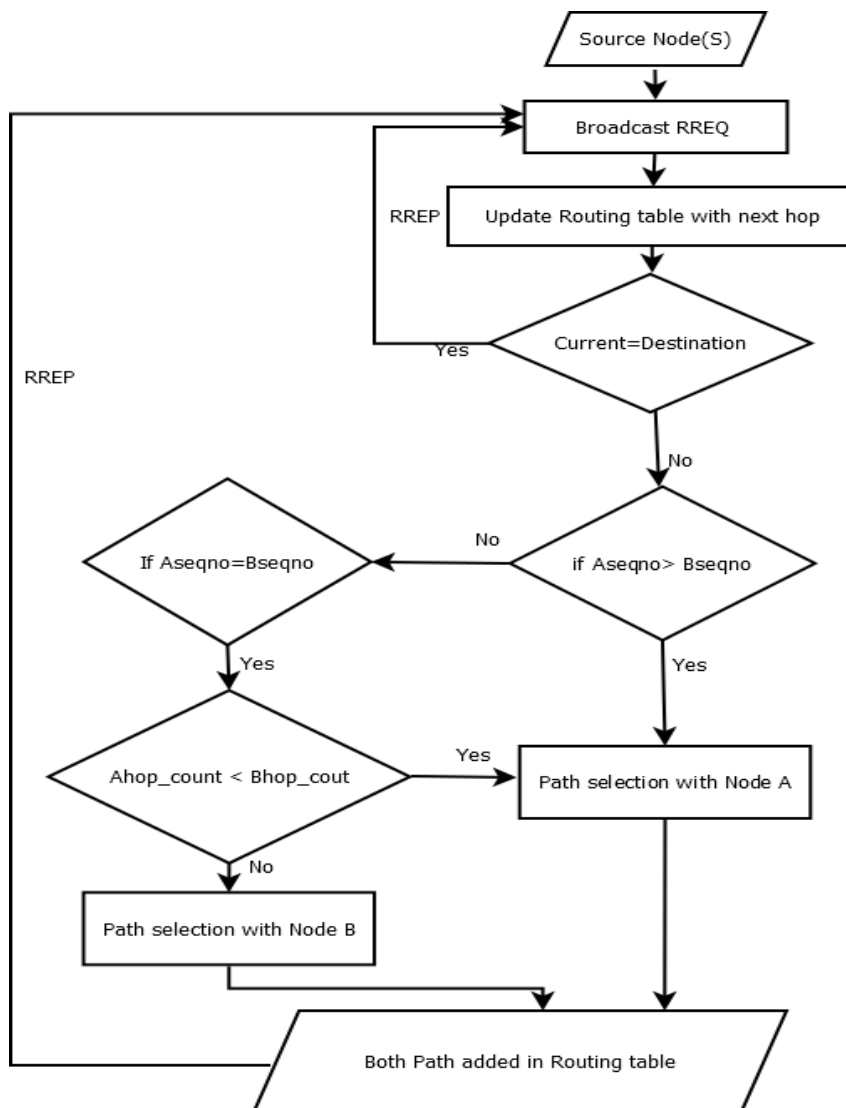 Source Node(S)
Broadcast RREQ
Update Routing table with next hop
RREP
Current=Destination
Yes
RREP
No
If Aseqno=Bseqno
No
if Aseqno> Bseqno
Yes
Yes
Ahop_count < Bhop_cout
Yes
Path selection with Node A
No
Path selection with Node B
Both Path added in Routing table